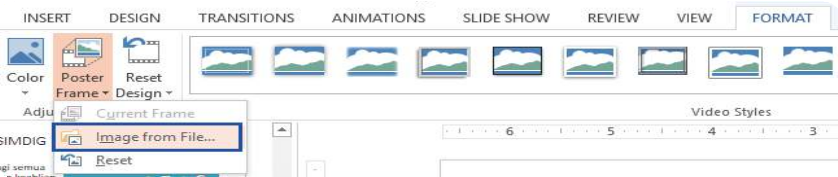 INSERT DESIGN TRANSITIONS ANIMATIONS SLIDE SHOW REVIEW VIEW FORMAT
Color Poster Frame Reset Design
Adju Video Styles
Current Frame
Image from File...
Reset
6 5 4 3
SIMDIG
gi semua